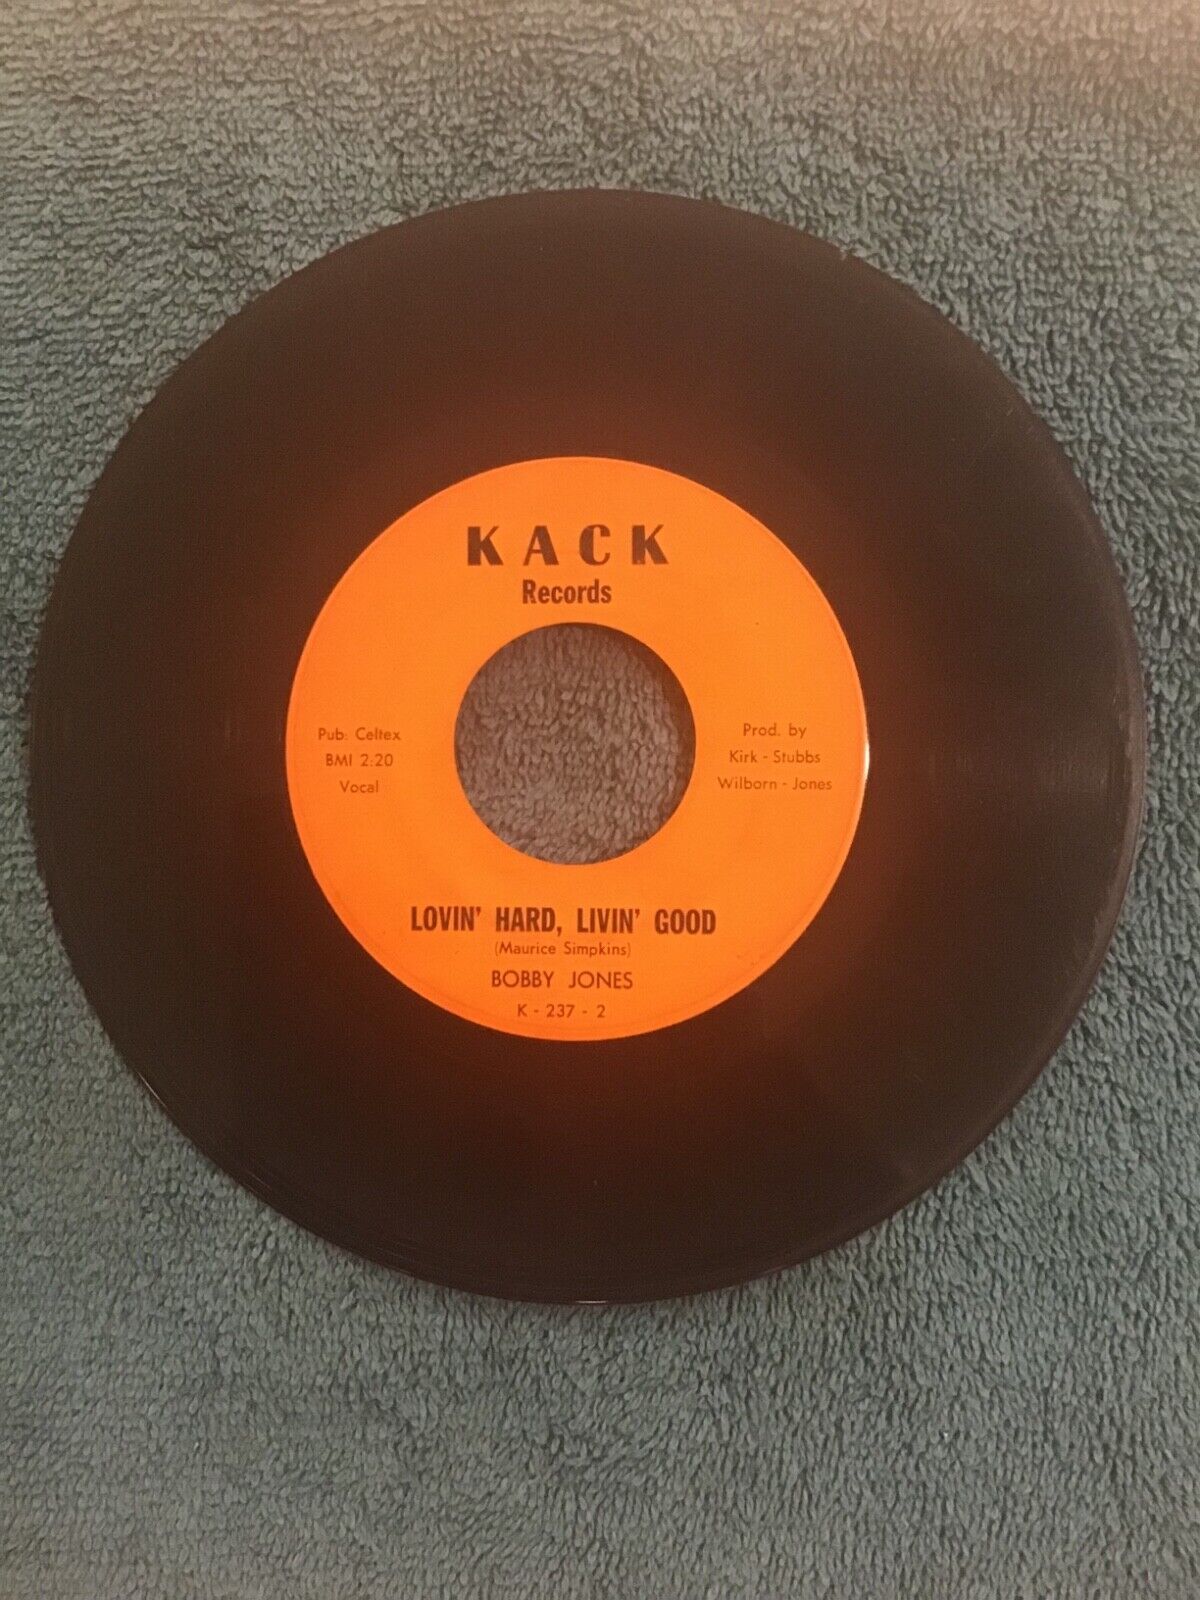 KACK
Records
Pub: Celtex
BMI 2:20
Vocal
Prod. by
Kirk - Stubbs
Wilborn - Jones
LOVIN' HARD, LIVIN' GOOD
(Maurice Simpkins)
BOBBY JONES
K - 237 - 2